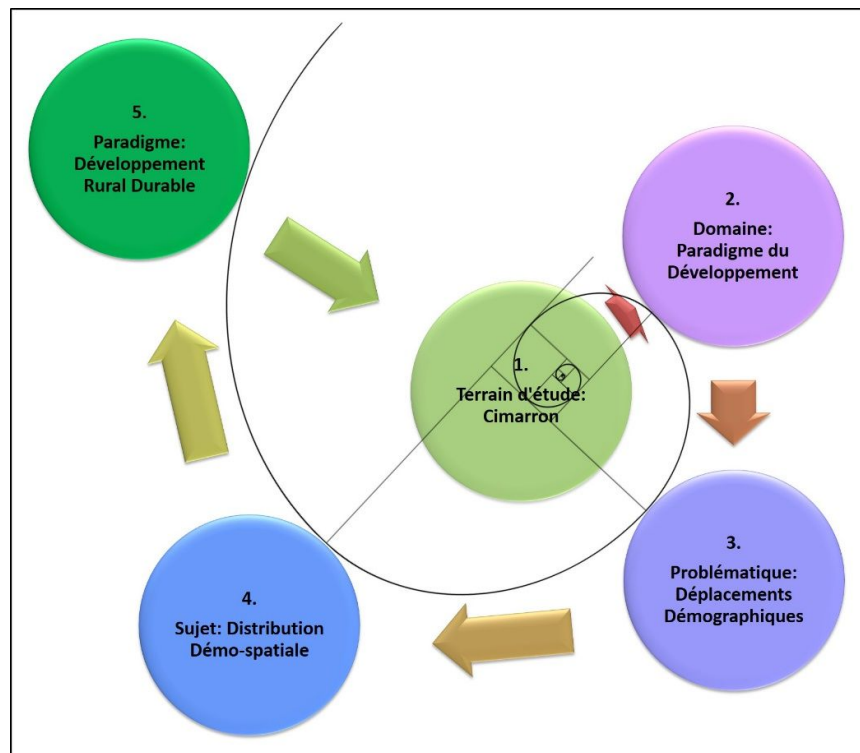 1.
Terrain d'étude:
Cimarron
2.
Domaine:
Paradigme du
Développement
3.
Problématique:
Déplacements
Démographiques
4.
Sujet: Distribution
Démo-spatiale
5.
Paradigme:
Développement
Rural Durable